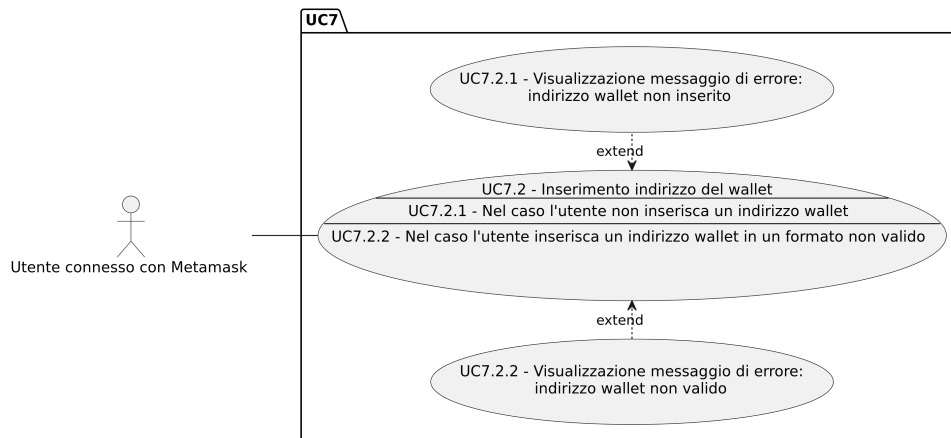 UC7
UC7.2.1 - Visualizzazione messaggio di errore:
indirizzo wallet non inserito
extend
UC7.2 - Inserimento indirizzo del wallet
UC7.2.1 - Nel caso l'utente non inserisca un indirizzo wallet
UC7.2.2 - Nel caso l'utente inserisca un indirizzo wallet in un formato non valido
Utente connesso con Metamask
extend
UC7.2.2 - Visualizzazione messaggio di errore:
indirizzo wallet non valido